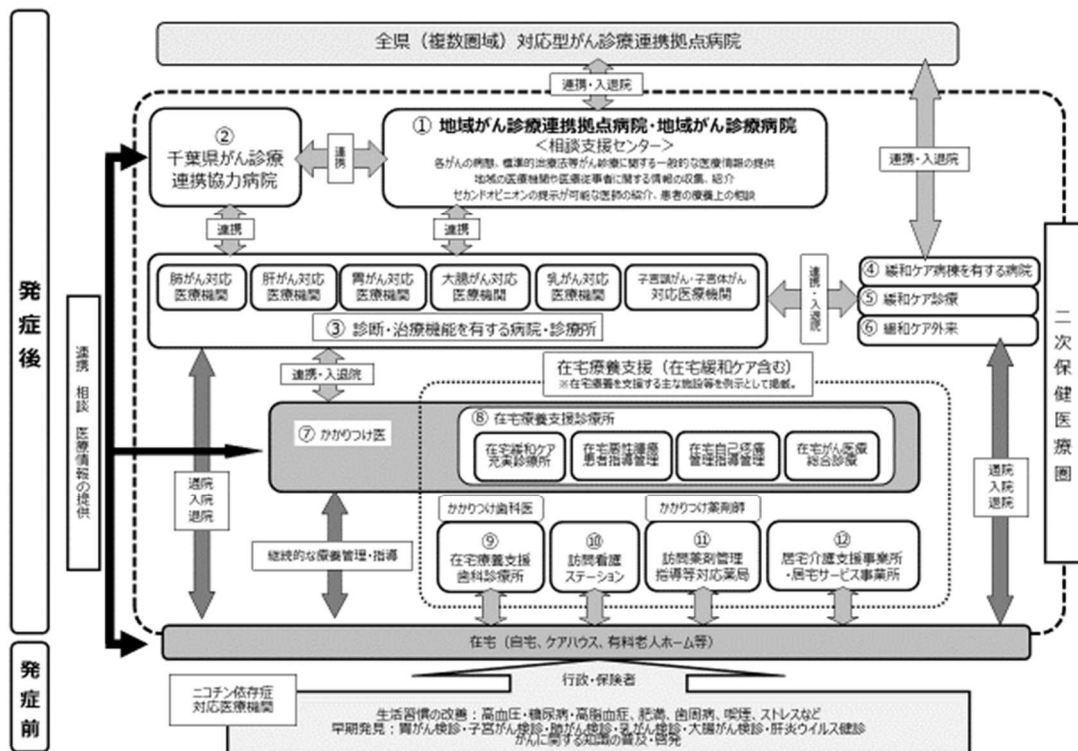 全県（複数圏域）対応型がん診療連携拠点病院
連携・入退院
発症後
②
千葉県がん診療
連携協力病院
連携
① 地域がん診療連携拠点病院・地域がん診療病院
＜相談支援センター＞
各がんの病態、標準的治療法等がん診療に関する一般的な医療情報の提供
地域の医療機関や医療従事者に関する情報の収集、紹介
セカンドオピニオンの提示が可能な医師の紹介、患者の療養上の相談
連携・入退院
連携
連携
肺がん対応
医療機関
肝がん対応
医療機関
胃がん対応
医療機関
大腸がん対応
医療機関
乳がん対応
医療機関
子宮頸がん・子宮体がん
対応医療機関
③ 診断・治療機能を有する病院・診療所
連携・入退院
④ 緩和ケア病棟を有する病院
⑤ 緩和ケア診療
⑥ 緩和ケア外来
二次保健医療圏
連携　相談　医療情報の提供
連携・入退院
在宅療養支援（在宅緩和ケア含む）
※在宅療養を支援する主な施設等を例示として掲載。
⑦ かかりつけ医
⑧ 在宅療養支援診療所
在宅緩和ケア
充実診療所
在宅悪性腫瘍
患者指導管理
在宅自己疼痛
管理指導管理
在宅がん医療
総合診療
通院
入院
退院
通院
入院
退院
継続的な療養管理・指導
かかりつけ歯科医
かかりつけ薬剤師
⑨
在宅療養支援
歯科診療所
⑩
訪問看護
ステーション
⑪
訪問薬剤管理
指導等対応薬局
⑫
居宅介護支援事業所
・居宅サービス事業所
在宅（自宅、ケアハウス、有料老人ホーム等）
発症前
ニコチン依存症
対応医療機関
行政・保険者
生活習慣の改善：高血圧・糖尿病・高脂血症、肥満、歯周病、喫煙、ストレスなど
早期発見：胃がん検診・子宮がん検診・肺がん検診・乳がん検診・大腸がん検診・肝炎ウイルス健診
がんに関する知識の普及・啓発